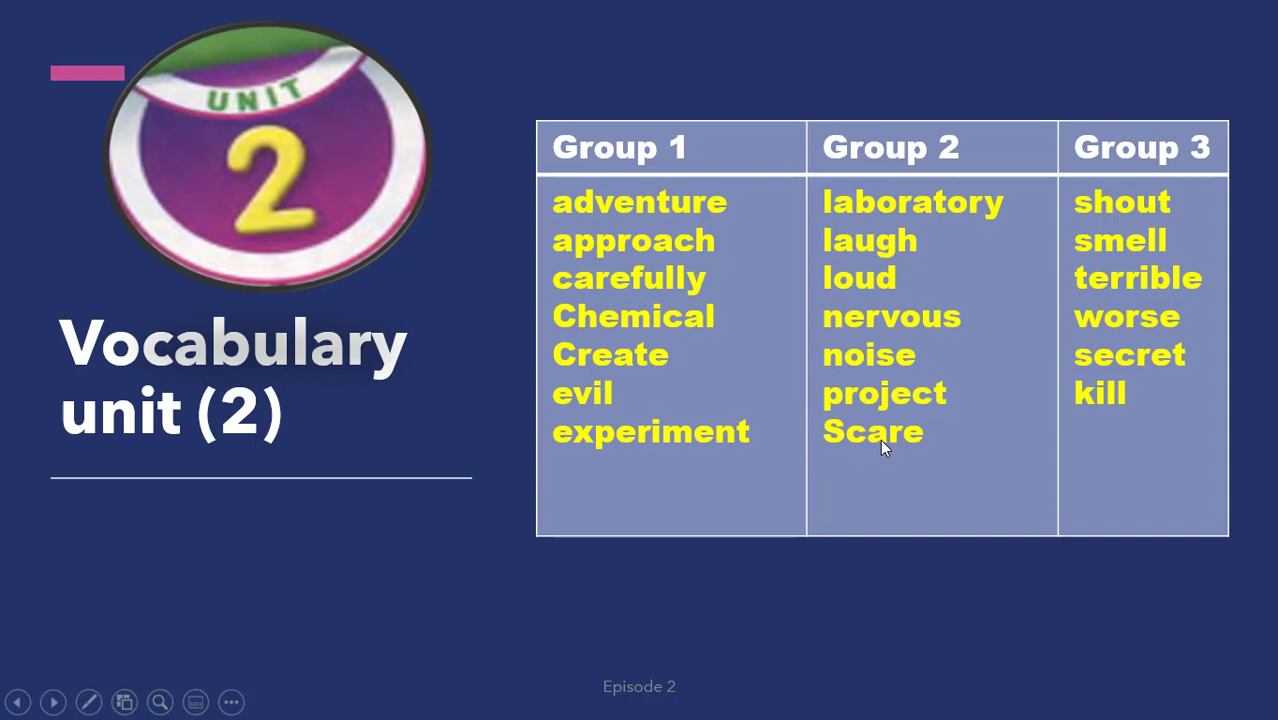 UNIT
2
Vocabulary
unit (2)
Group 1
adventure
approach
carefully
Chemical
Create
evil
experiment
Group 2
laboratory
laugh
loud
nervous
noise
project
Scare
Group 3
shout
smell
terrible
worse
secret
kill
Episode 2